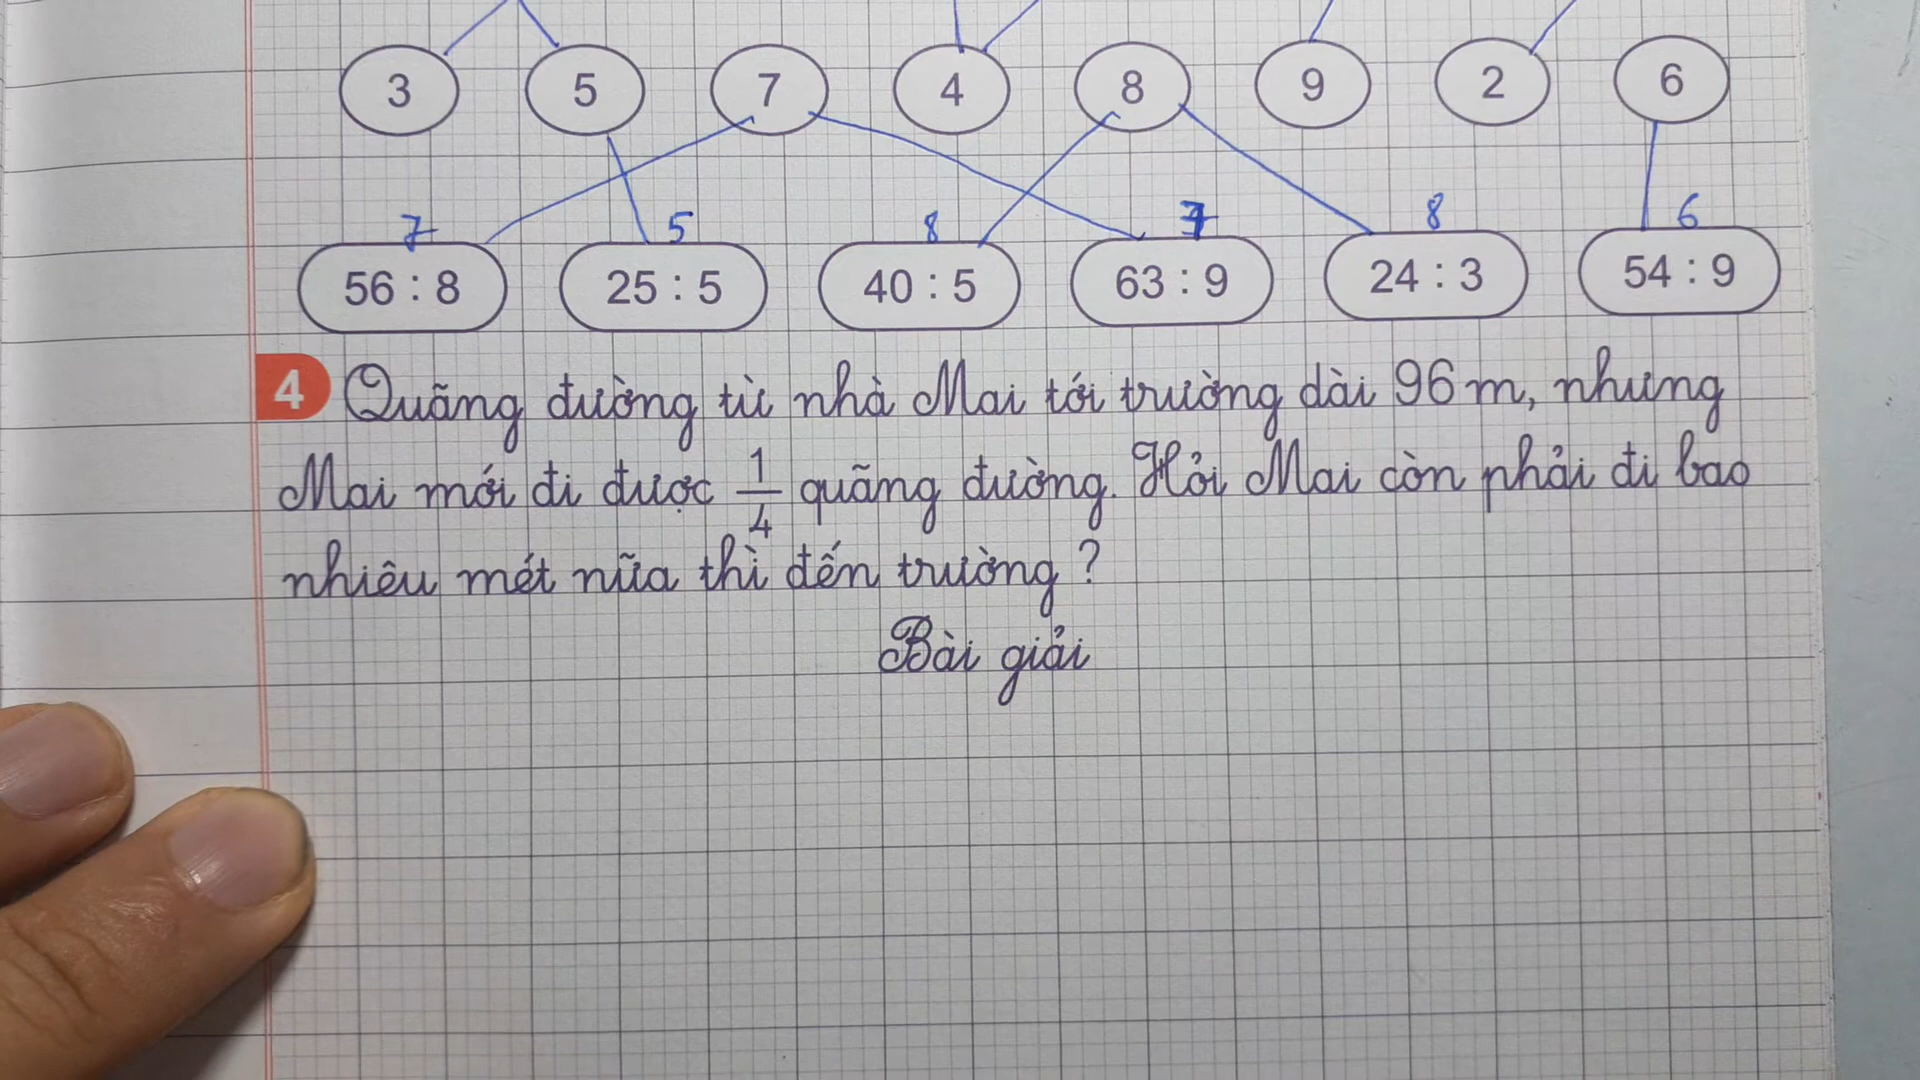 3 5 7 4 8 9 2 6
7 5 8 7 8 6
56 : 8 25 : 5 40 : 5 63 : 9 24 : 3 54 : 9
4 Quãng đường từ nhà Mai tới trường dài 96 m, nhưng
Mai mới đi được 1/4 quãng đường. Hỏi Mai còn phải đi bao
nhiêu mét nữa thì đến trường ?
Bài giải